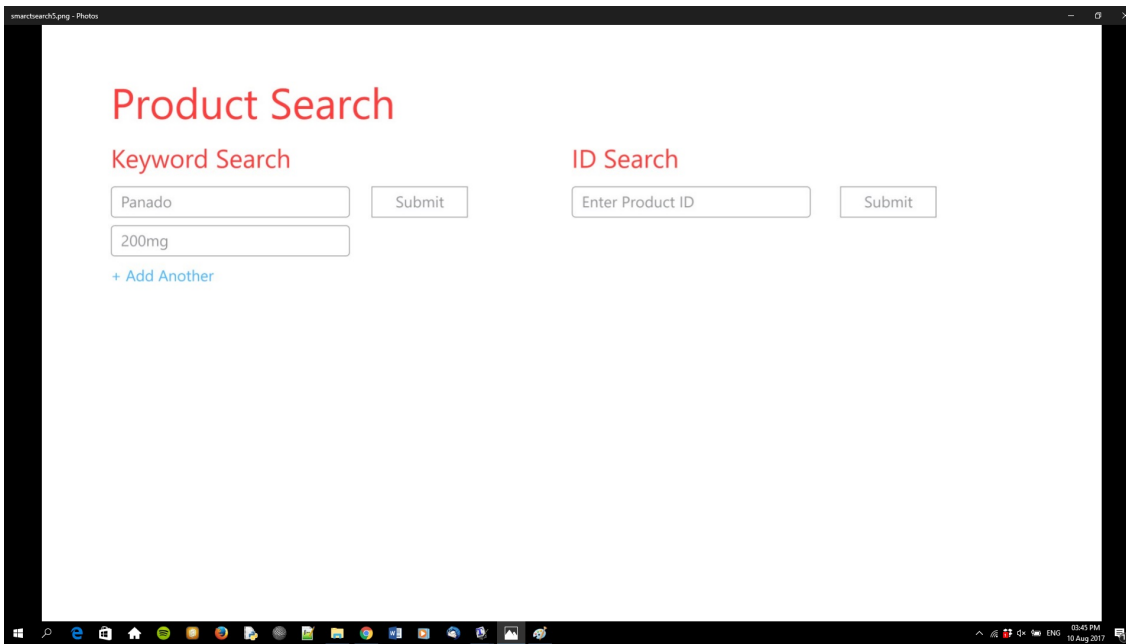 smarctsearch5.png - Photos
Product Search
Keyword Search
Panado
Submit
200mg
+ Add Another
ID Search
Enter Product ID
Submit
ENG
03:45 PM
10 Aug 2017